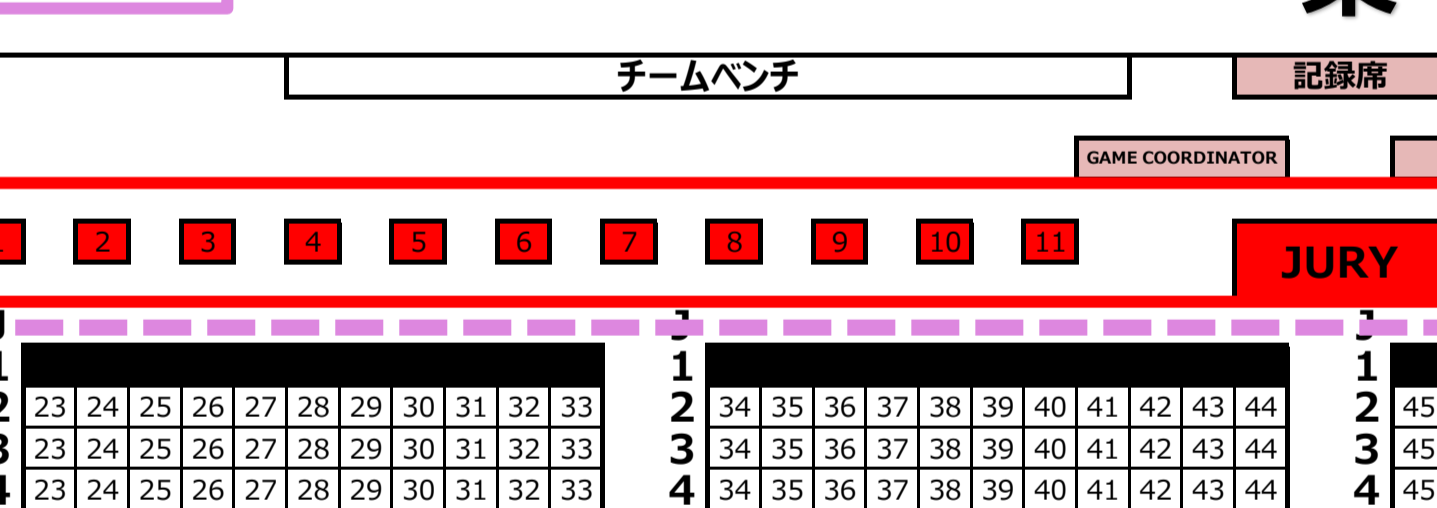 チームベンチ 記録席
GAME COORDINATOR
2 3 4 5 6 7 8 9 10 11 JURY
J J
1 1
23 24 25 26 27 28 29 30 31 32 33 2 34 35 36 37 38 39 40 41 42 43 44 2 45
23 24 25 26 27 28 29 30 31 32 33 3 34 35 36 37 38 39 40 41 42 43 44 3 45
23 24 25 26 27 28 29 30 31 32 33 4 34 35 36 37 38 39 40 41 42 43 44 4 45